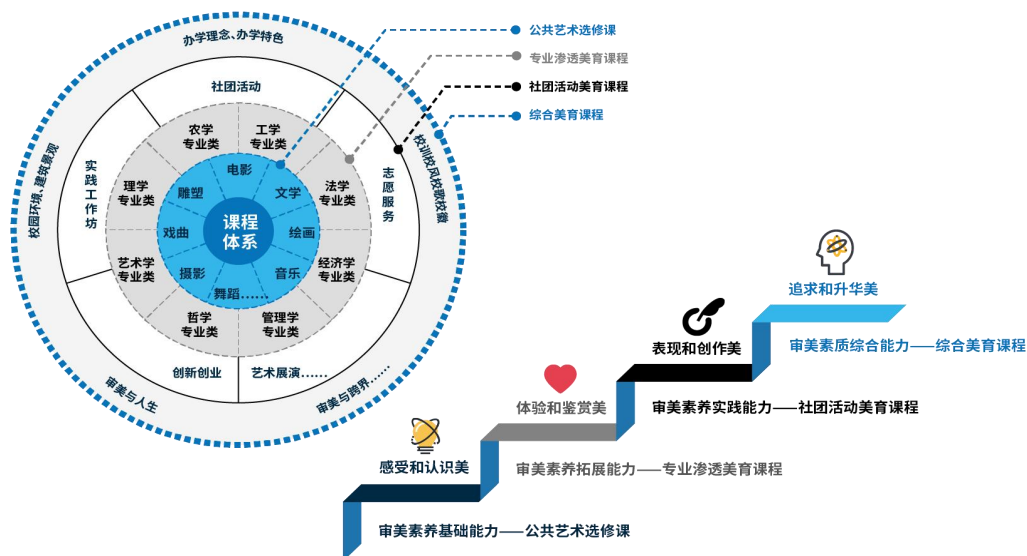 办学理念、办学特色
公共艺术选修课
专业渗透美育课程
社团活动美育课程
综合美育课程
社团活动
农学
专业类
工学
专业类
校训校风校歌校徽
校园环境、建筑景观
实践工作坊
志愿服务
理学
专业类
法学
专业类
电影
雕塑
文学
课程
体系
戏曲
绘画
摄影
音乐
舞蹈……
艺术学
专业类
经济学
专业类
哲学
专业类
管理学
专业类
创新创业
艺术展演……
审美与人生
审美与跨界……
追求和升华美
审美素质综合能力——综合美育课程
表现和创作美
审美素养实践能力——社团活动美育课程
体验和鉴赏美
审美素养拓展能力——专业渗透美育课程
感受和认识美
审美素养基础能力——公共艺术选修课